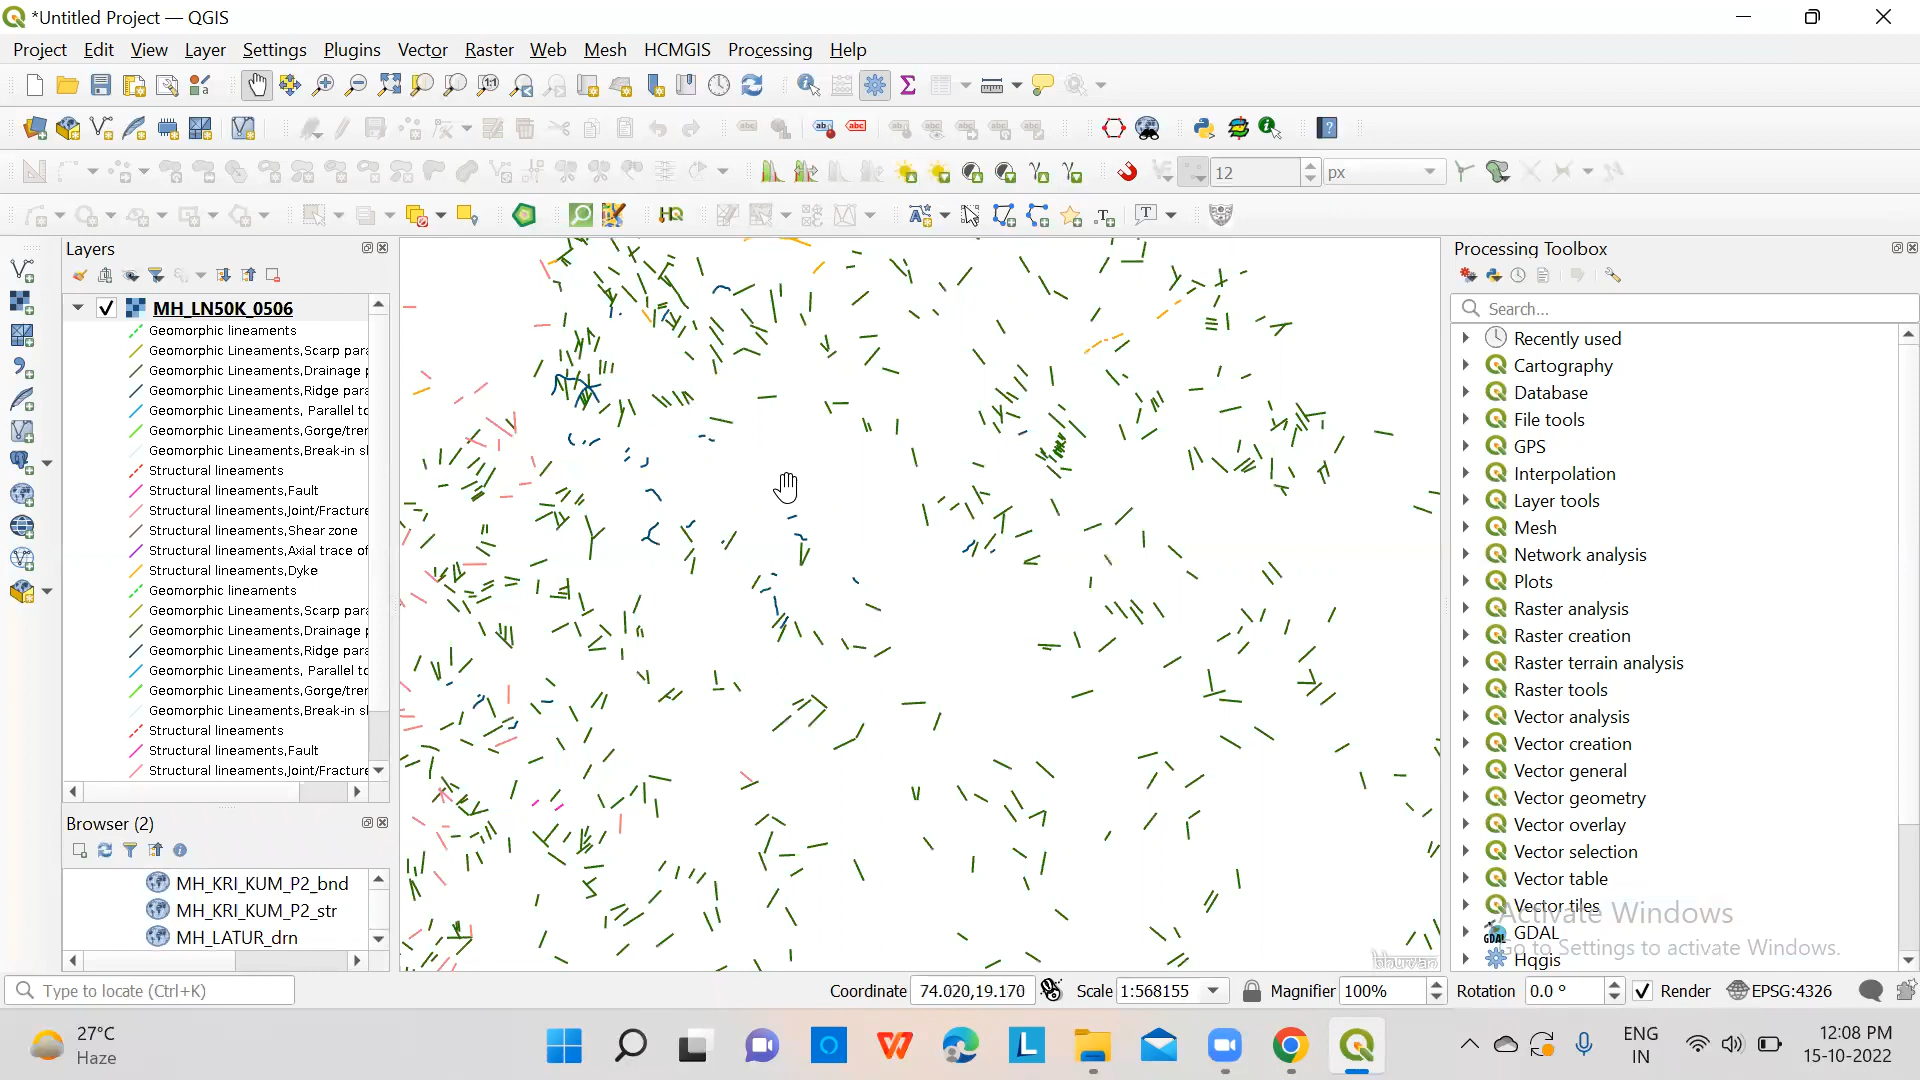 *Untitled Project — QGIS
Project Edit View Layer Settings Plugins Vector Raster Web Mesh HCMGIS Processing Help
12 px
Layers
MH_LN50K_0506
Geomorphic lineaments
Geomorphic Lineaments,Scarp para
Geomorphic Lineaments,Drainage p
Geomorphic Lineaments,Ridge para
Geomorphic Lineaments, Parallel to
Geomorphic Lineaments,Gorge/tren
Geomorphic Lineaments,Break-in sl
Structural lineaments
Structural lineaments,Fault
Structural lineaments,Joint/Fracture
Structural lineaments,Shear zone
Structural lineaments,Axial trace of
Structural lineaments,Dyke
Geomorphic lineaments
Geomorphic Lineaments,Scarp para
Geomorphic Lineaments,Drainage p
Geomorphic Lineaments,Ridge para
Geomorphic Lineaments, Parallel to
Geomorphic Lineaments,Gorge/tren
Geomorphic Lineaments,Break-in sl
Structural lineaments
Structural lineaments,Fault
Structural lineaments,Joint/Fracture
Browser (2)
MH_KRI_KUM_P2_bnd
MH_KRI_KUM_P2_str
MH_LATUR_drn
bhuvan
Processing Toolbox
Search...
Recently used
Cartography
Database
File tools
GPS
Interpolation
Layer tools
Mesh
Network analysis
Plots
Raster analysis
Raster creation
Raster terrain analysis
Raster tools
Vector analysis
Vector creation
Vector general
Vector geometry
Vector overlay
Vector selection
Vector table
Vector tiles
GDAL
Hqgis
Activate Windows
Go to Settings to activate Windows.
Type to locate (Ctrl+K) Coordinate 74.020,19.170 Scale 1:568155 Magnifier 100% Rotation 0.0 ° Render EPSG:4326
27°C
Haze
ENG
IN
12:08 PM
15-10-2022